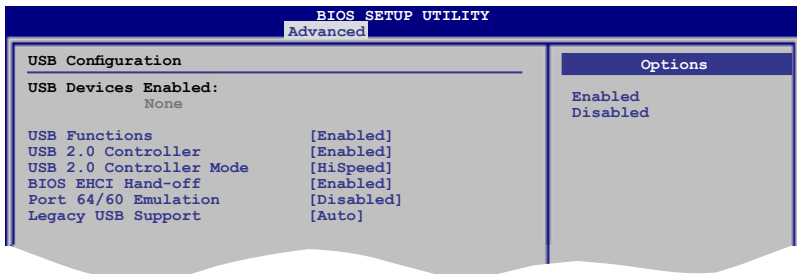 BIOS SETUP UTILITY
Advanced
USB Configuration
USB Devices Enabled:
None
USB Functions [Enabled]
USB 2.0 Controller [Enabled]
USB 2.0 Controller Mode [HiSpeed]
BIOS EHCI Hand-off [Enabled]
Port 64/60 Emulation [Disabled]
Legacy USB Support [Auto]
Options
Enabled
Disabled